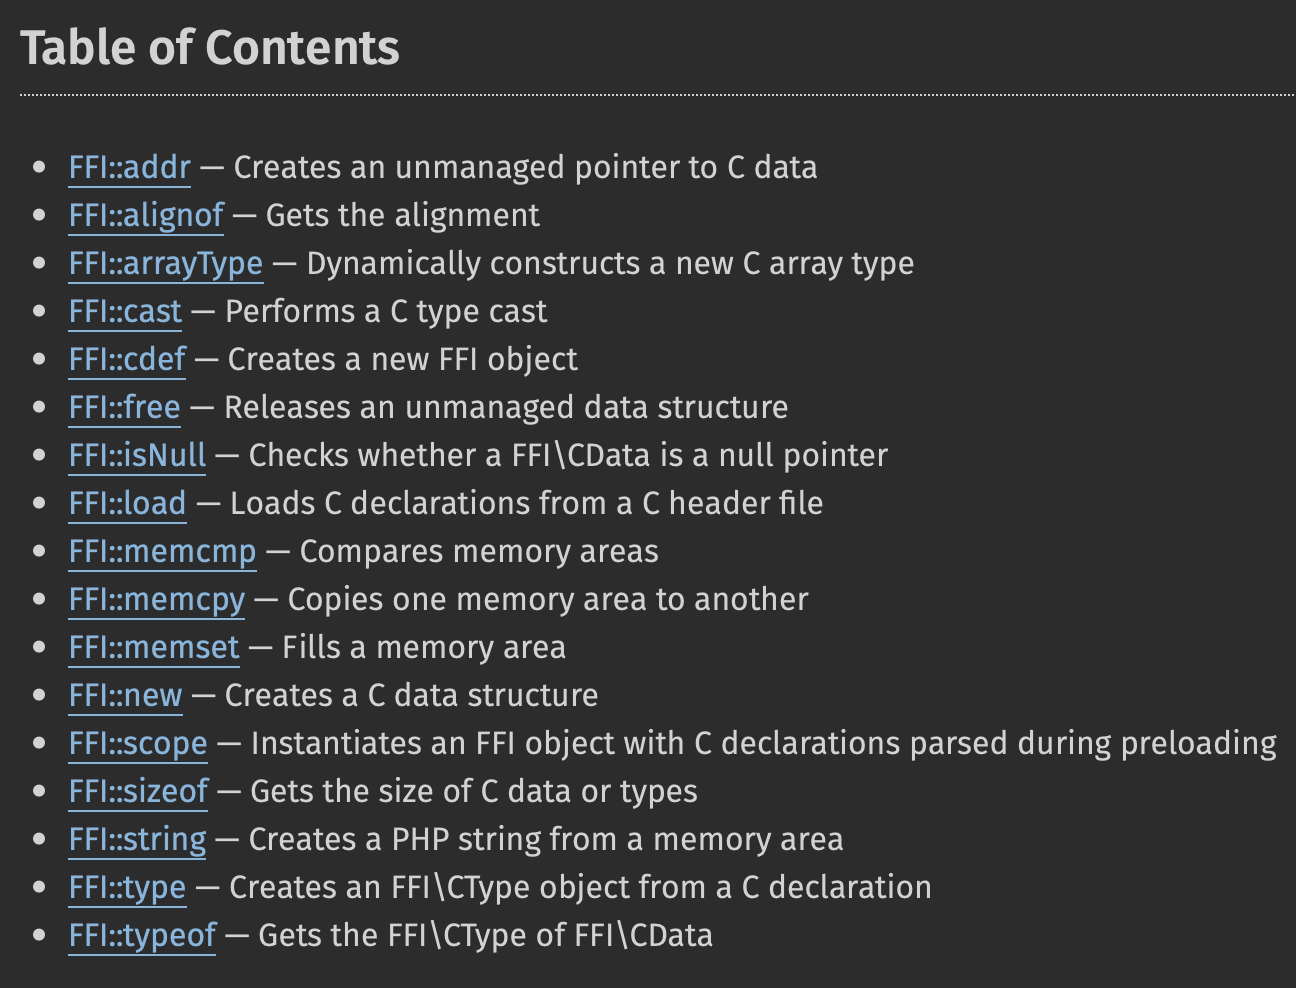 Table of Contents
• FFI::addr — Creates an unmanaged pointer to C data
• FFI::alignof — Gets the alignment
• FFI::arrayType — Dynamically constructs a new C array type
• FFI::cast — Performs a C type cast
• FFI::cdef — Creates a new FFI object
• FFI::free — Releases an unmanaged data structure
• FFI::isNull — Checks whether a FFI\CData is a null pointer
• FFI::load — Loads C declarations from a C header file
• FFI::memcmp — Compares memory areas
• FFI::memcpy — Copies one memory area to another
• FFI::memset — Fills a memory area
• FFI::new — Creates a C data structure
• FFI::scope — Instantiates an FFI object with C declarations parsed during preloading
• FFI::sizeof — Gets the size of C data or types
• FFI::string — Creates a PHP string from a memory area
• FFI::type — Creates an FFI\CType object from a C declaration
• FFI::typeof — Gets the FFI\CType of FFI\CData